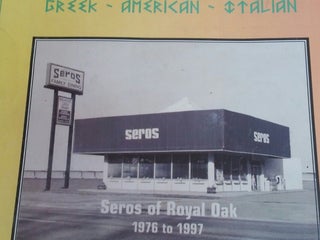 GREEK - AMERICAN - ITALIAN
seros
FAMILY DINING
seros
seros
Seros of Royal Oak
1976 to 1997